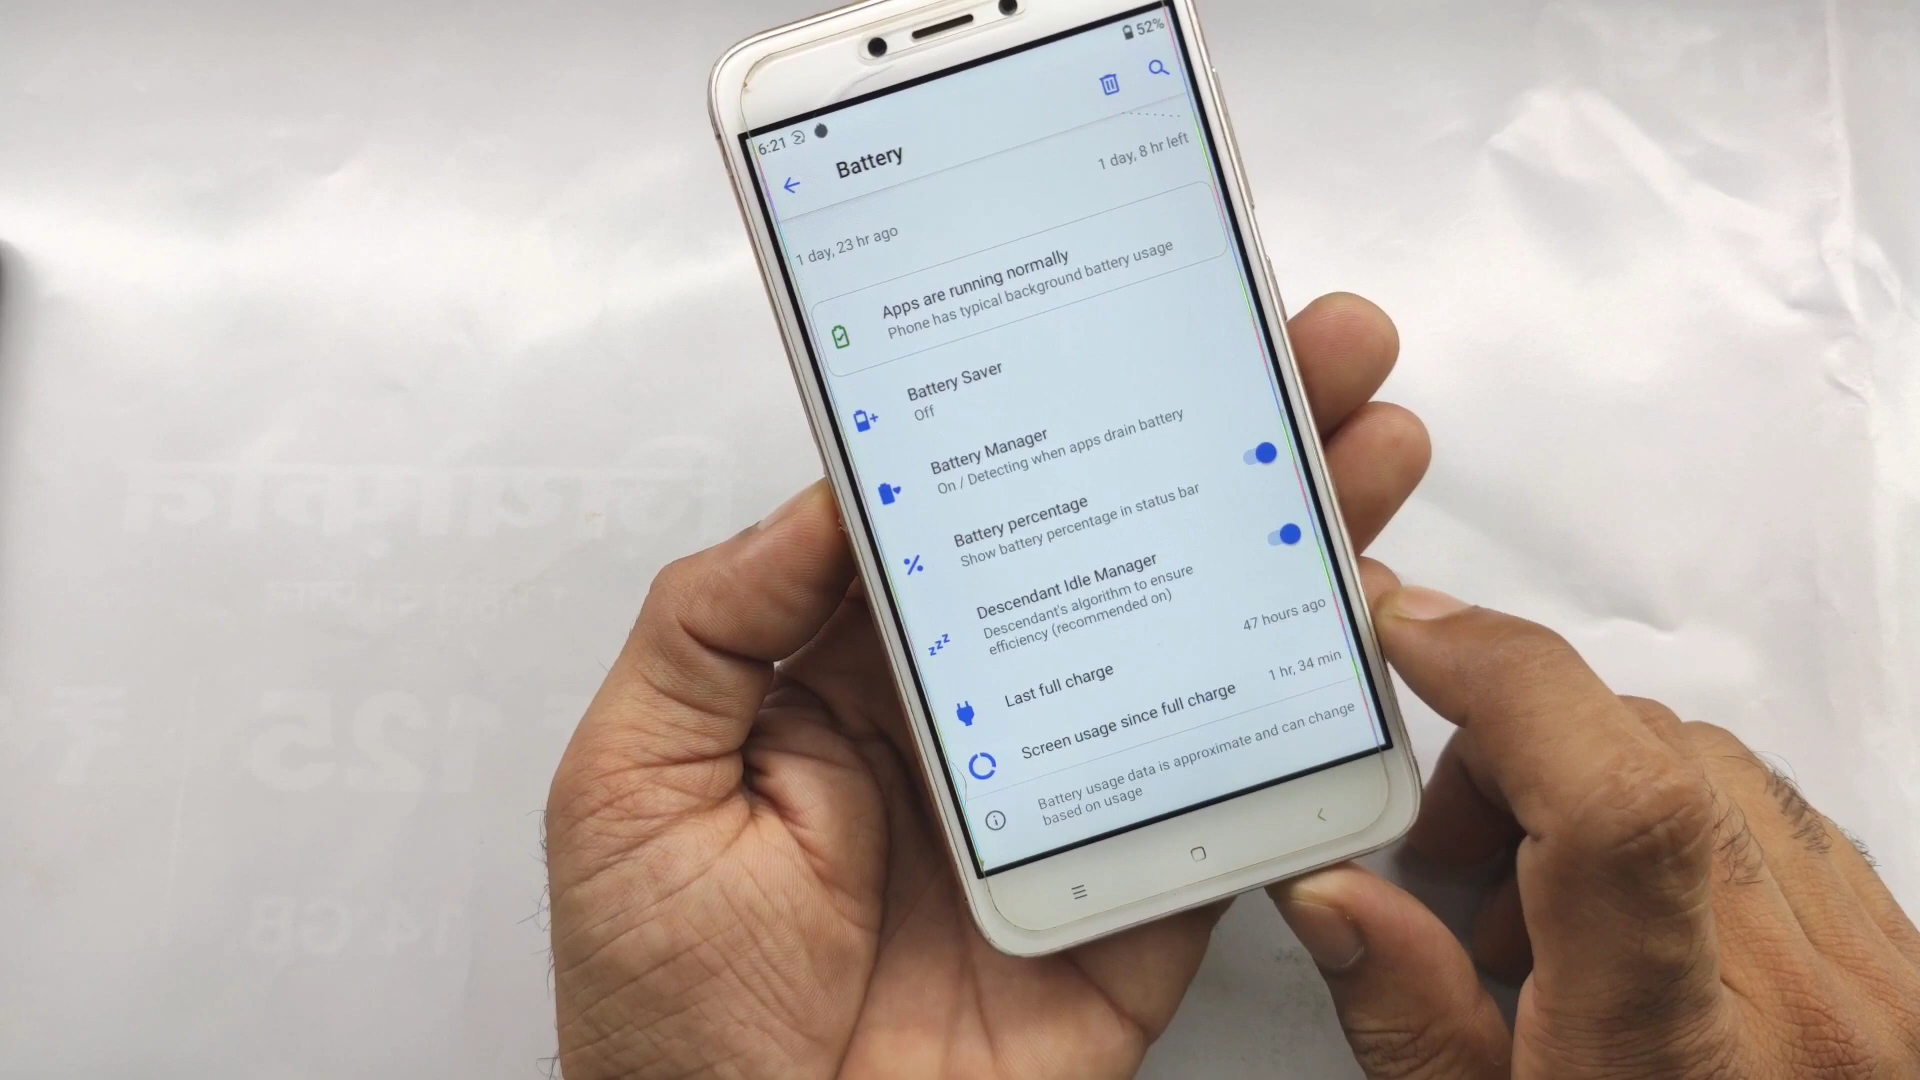 6:21
52%
Battery
1 day, 8 hr left
1 day, 23 hr ago
Apps are running normally
Phone has typical background battery usage
Battery Saver
Off
Battery Manager
On / Detecting when apps drain battery
Battery percentage
Show battery percentage in status bar
Descendant Idle Manager
Descendant's algorithm to ensure
efficiency (recommended on)
Last full charge
47 hours ago
Screen usage since full charge
1 hr, 34 min
Battery usage data is approximate and can change
based on usage
125
14 GB